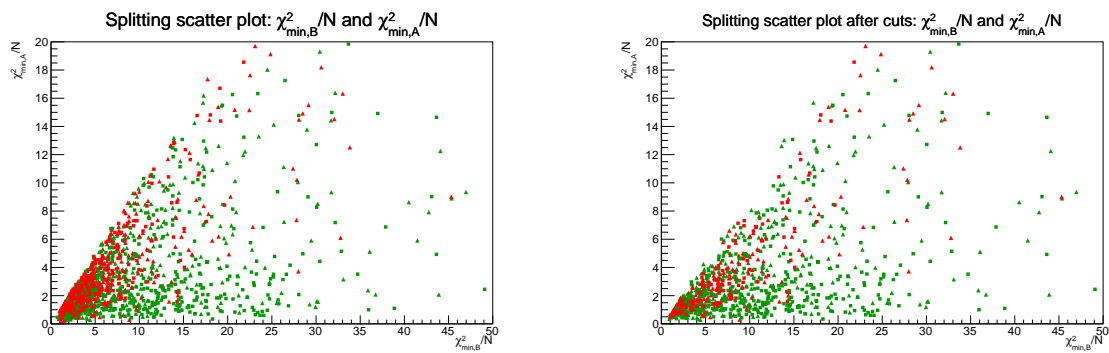 Splitting scatter plot: χ²min,B/N and χ²min,A/N
χ²min,A/N
20
18
16
14
12
10
8
6
4
2
0
0 5 10 15 20 25 30 35 40 45 50
χ²min,B/N
Splitting scatter plot after cuts: χ²min,B/N and χ²min,A/N
χ²min,A/N
20
18
16
14
12
10
8
6
4
2
0
0 5 10 15 20 25 30 35 40 45 50
χ²min,B/N